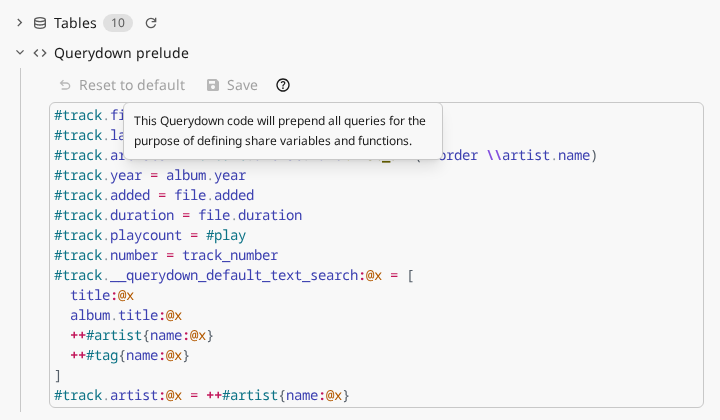 Tables 10
Querydown prelude
Reset to default Save
#track.fi
This Querydown code will prepend all queries for the
#track.la
purpose of defining share variables and functions.
#track.ar order \\artist.name)
#track.year = album.year
#track.added = file.added
#track.duration = file.duration
#track.playcount = #play
#track.number = track_number
#track.__querydown_default_text_search:@x = [
title:@x
album.title:@x
++#artist{name:@x}
++#tag{name:@x}
]
#track.artist:@x = ++#artist{name:@x}